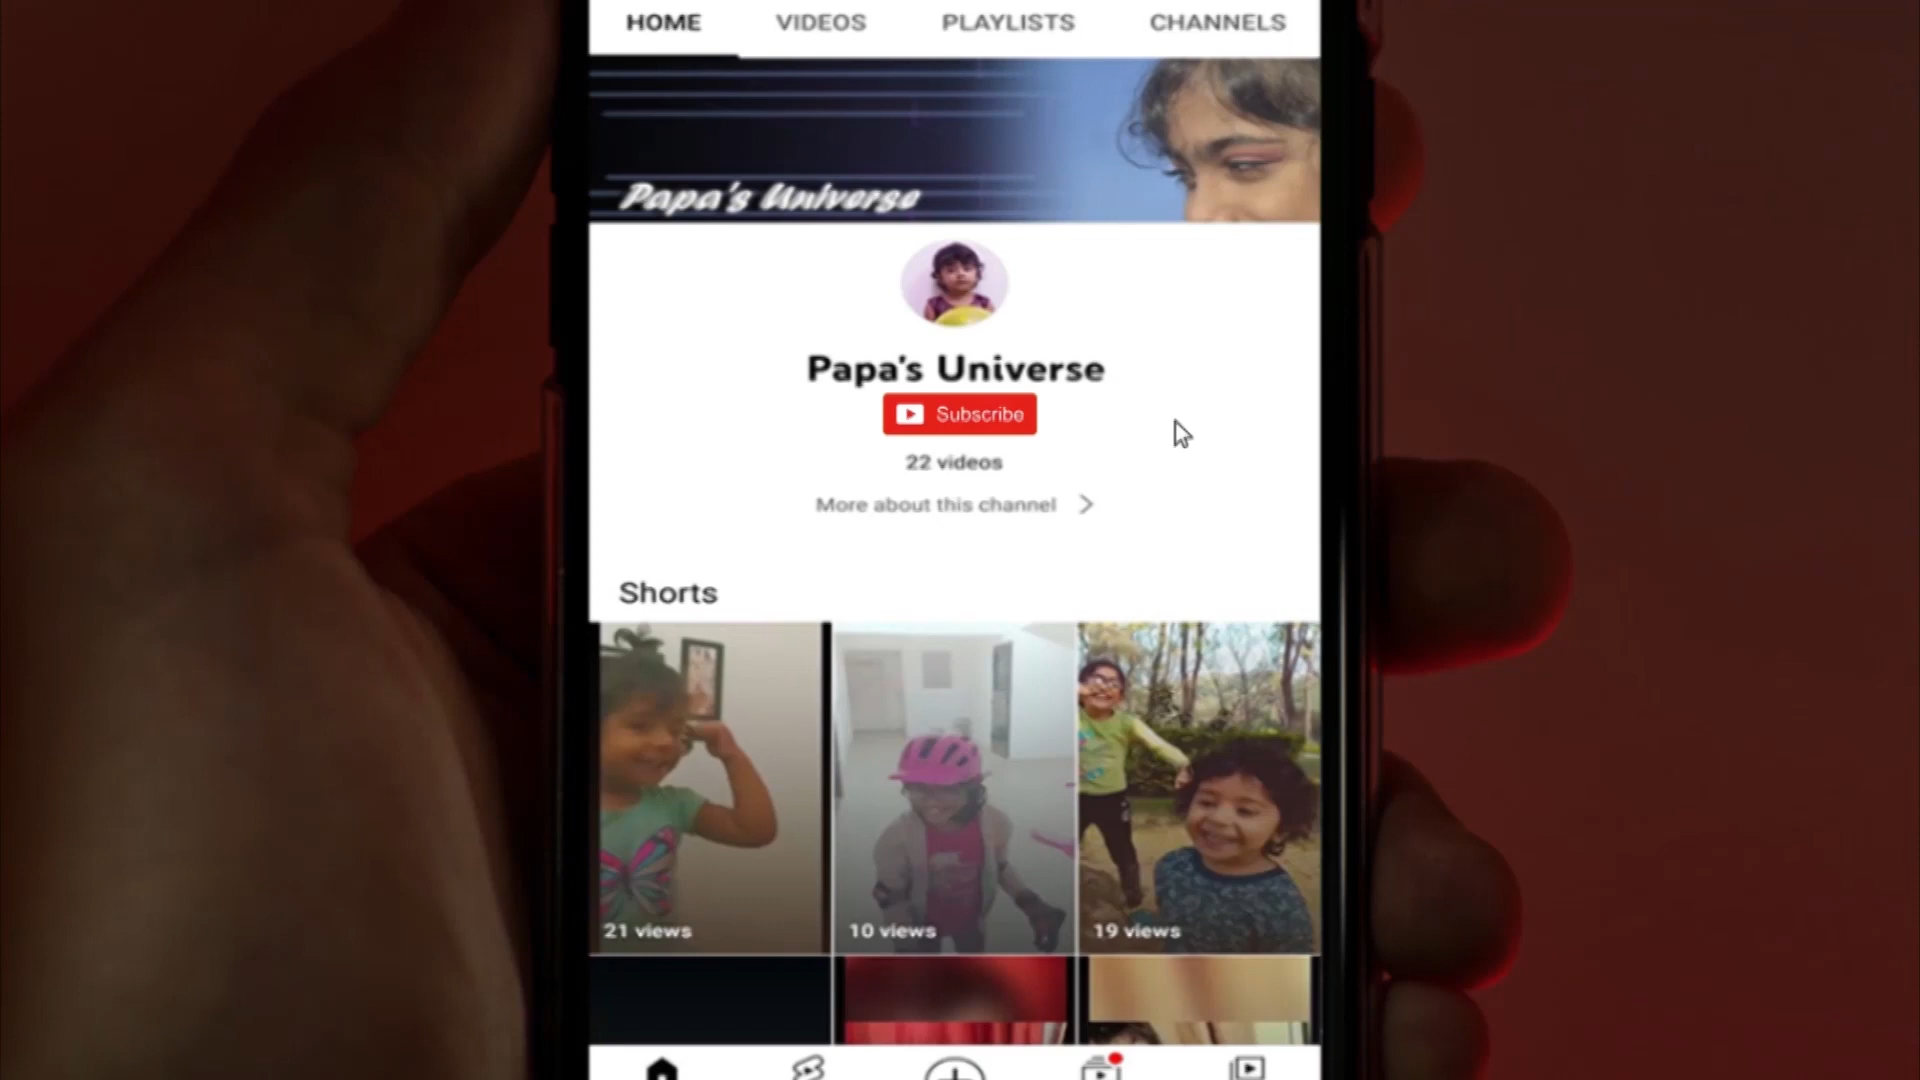 HOME VIDEOS PLAYLISTS CHANNELS
Papa's Universe
Papa's Universe
Subscribe
22 videos
More about this channel
Shorts
21 views 10 views 19 views